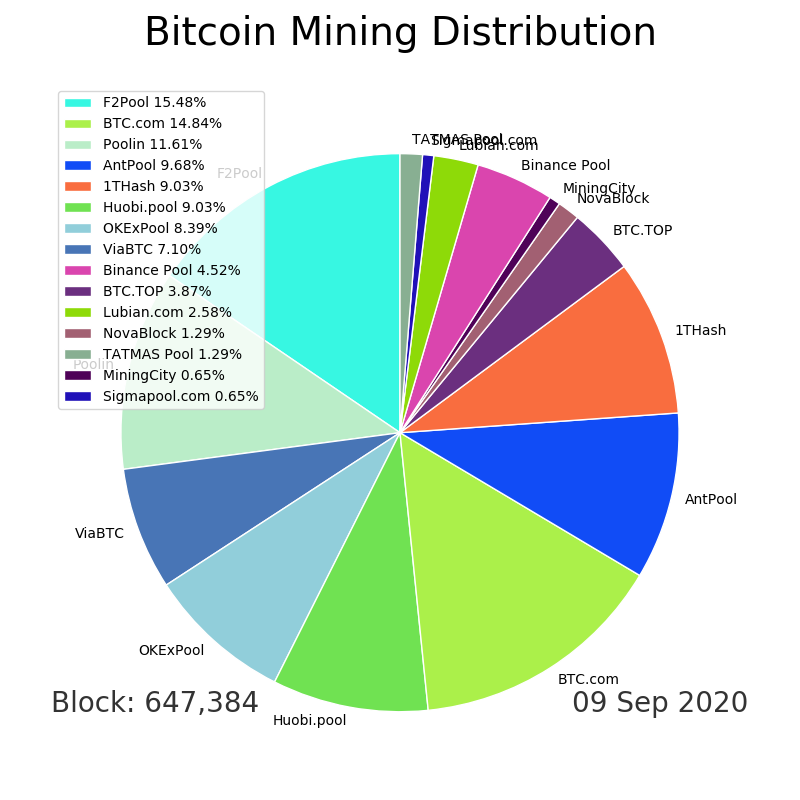 Bitcoin Mining Distribution
F2Pool 15.48%
BTC.com 14.84%
Poolin 11.61%
AntPool 9.68%
1THash 9.03%
Huobi.pool 9.03%
OKExPool 8.39%
ViaBTC 7.10%
Binance Pool 4.52%
BTC.TOP 3.87%
Lubian.com 2.58%
NovaBlock 1.29%
TATMAS Pool 1.29%
MiningCity 0.65%
Sigmapool.com 0.65%
TATMAS Pool
Sigmapool.com
Lubian.com
Binance Pool
F2Pool
MiningCity
NovaBlock
BTC.TOP
1THash
Poolin
AntPool
ViaBTC
OKExPool
BTC.com
Huobi.pool
Block: 647,384
09 Sep 2020